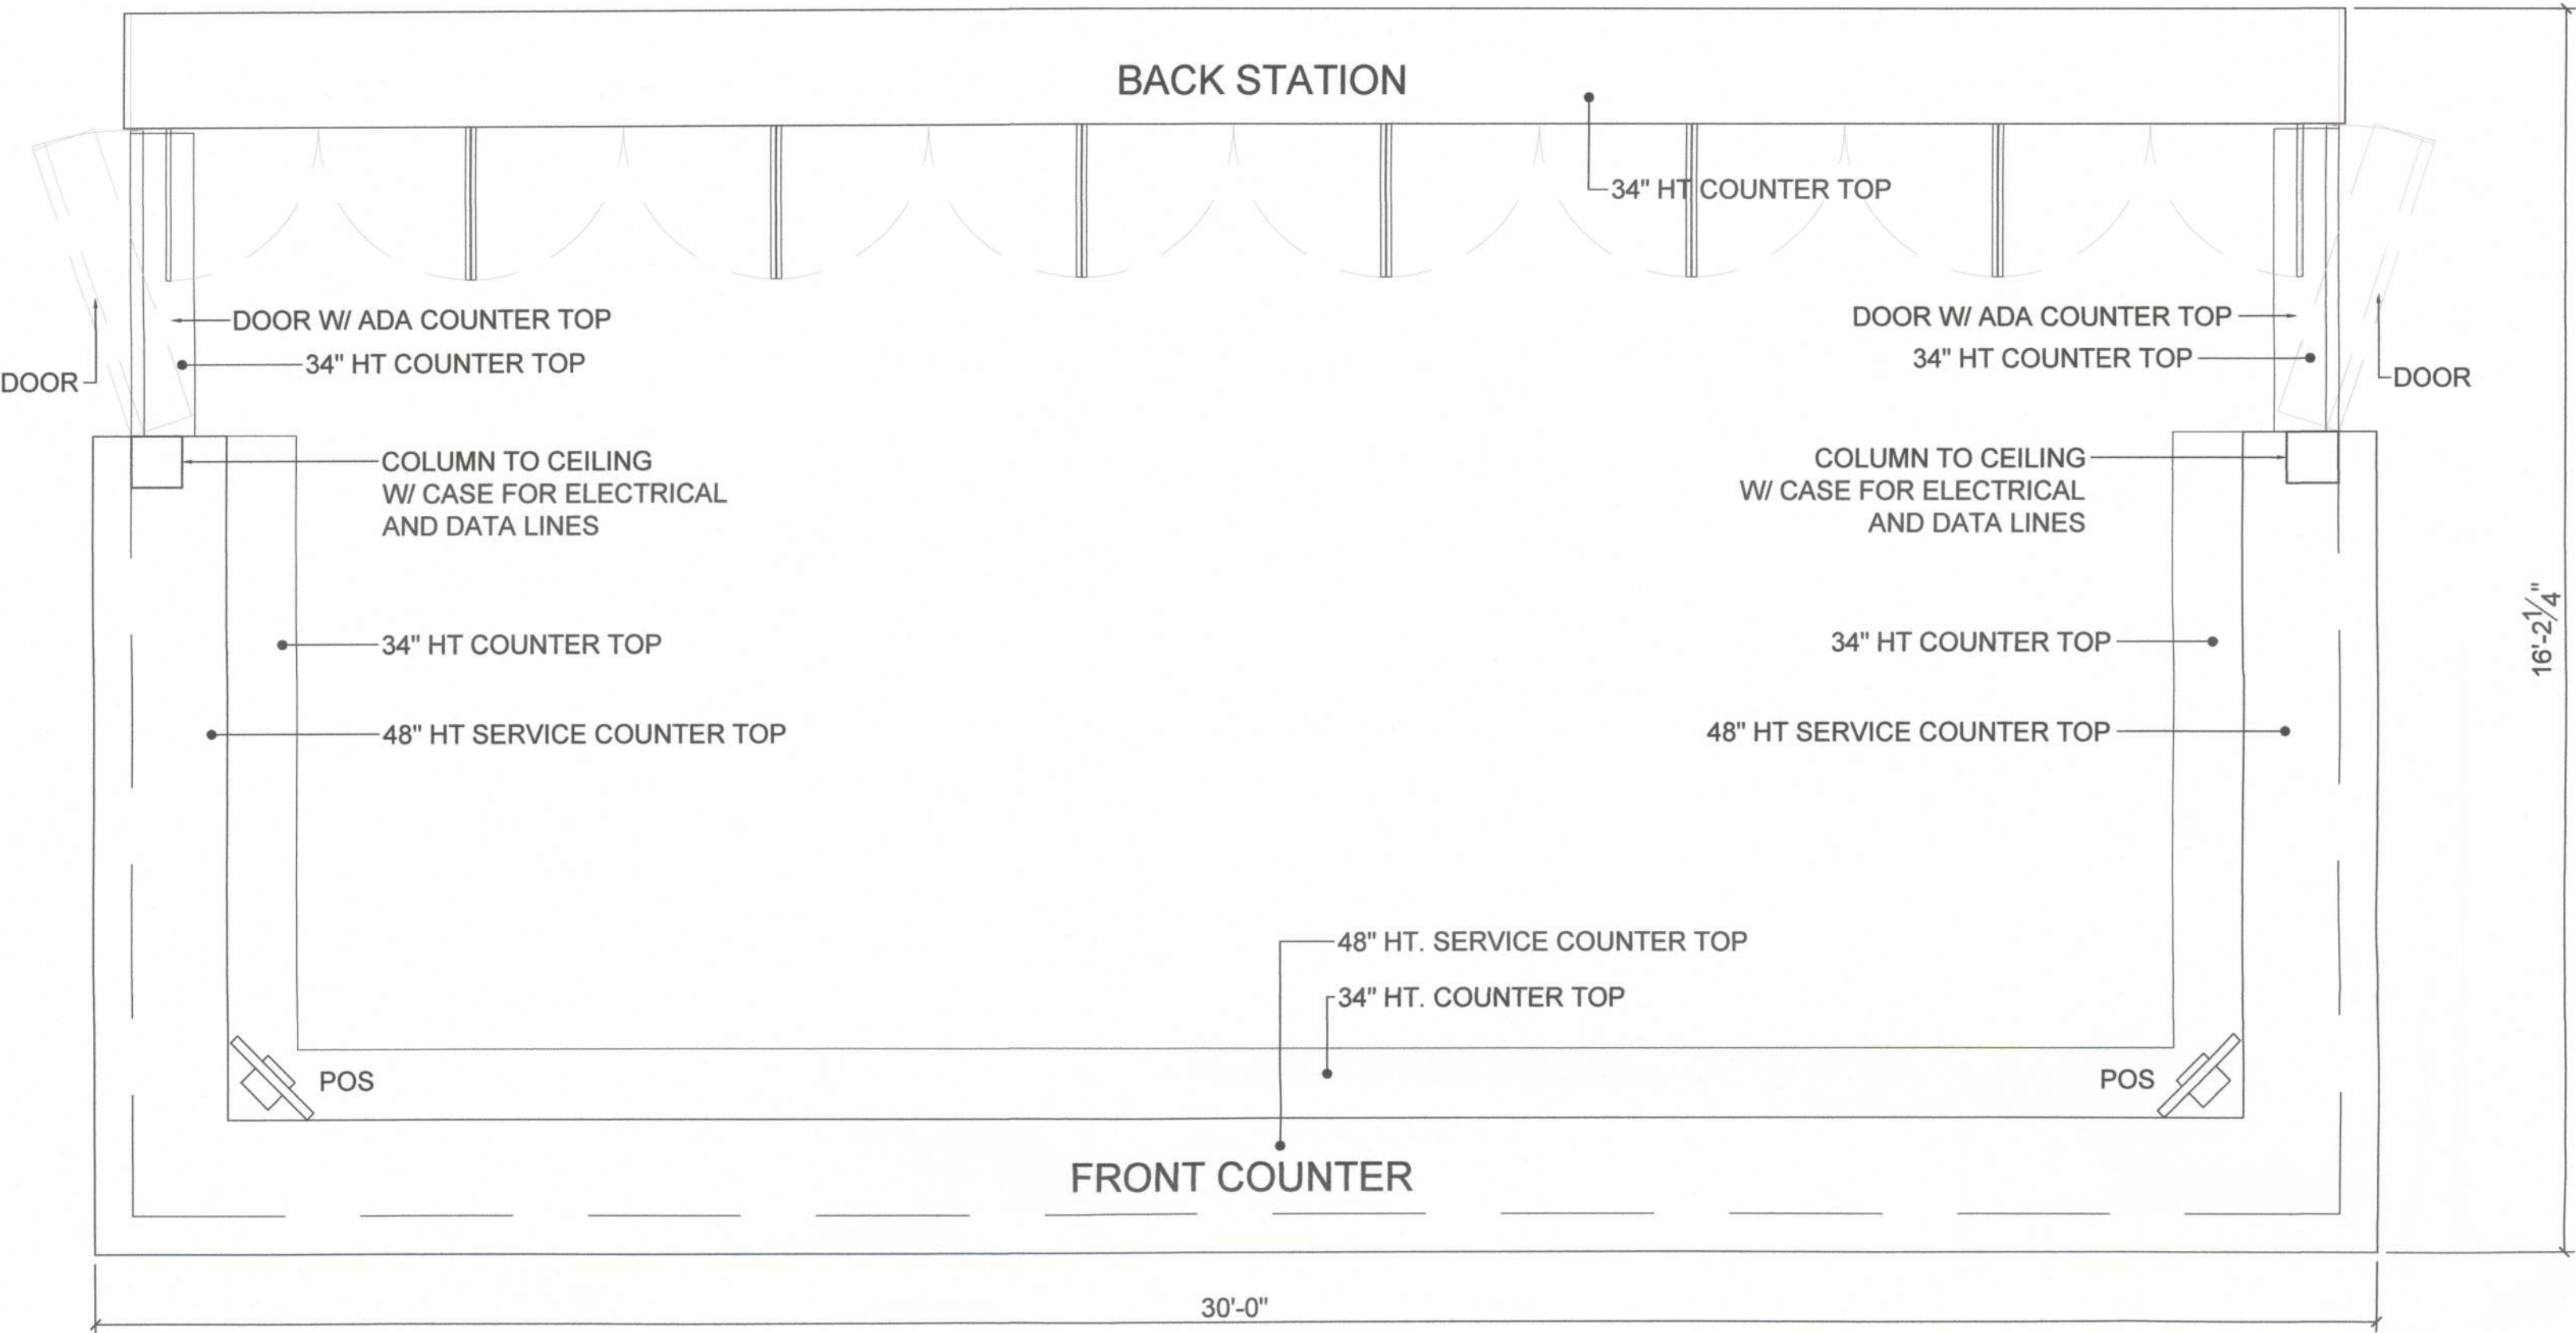 BACK STATION
34" HT COUNTER TOP
DOOR W/ ADA COUNTER TOP
34" HT COUNTER TOP
DOOR
DOOR W/ ADA COUNTER TOP
34" HT COUNTER TOP
DOOR
COLUMN TO CEILING
W/ CASE FOR ELECTRICAL
AND DATA LINES
COLUMN TO CEILING
W/ CASE FOR ELECTRICAL
AND DATA LINES
34" HT COUNTER TOP
48" HT SERVICE COUNTER TOP
34" HT COUNTER TOP
48" HT SERVICE COUNTER TOP
16'-2 1/4"
48" HT. SERVICE COUNTER TOP
34" HT. COUNTER TOP
POS
POS
FRONT COUNTER
30'-0"